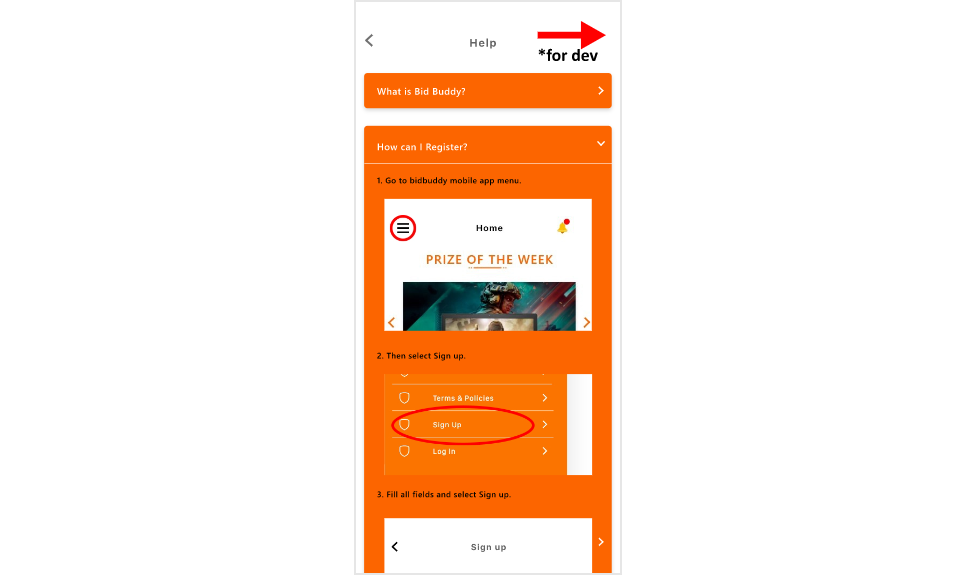 Help
*for dev
What is Bid Buddy?
How can I Register?
1. Go to bidbuddy mobile app menu.
Home
PRIZE OF THE WEEK
2. Then select Sign up.
Terms & Policies
Sign Up
Log In
3. Fill all fields and select Sign up.
Sign up